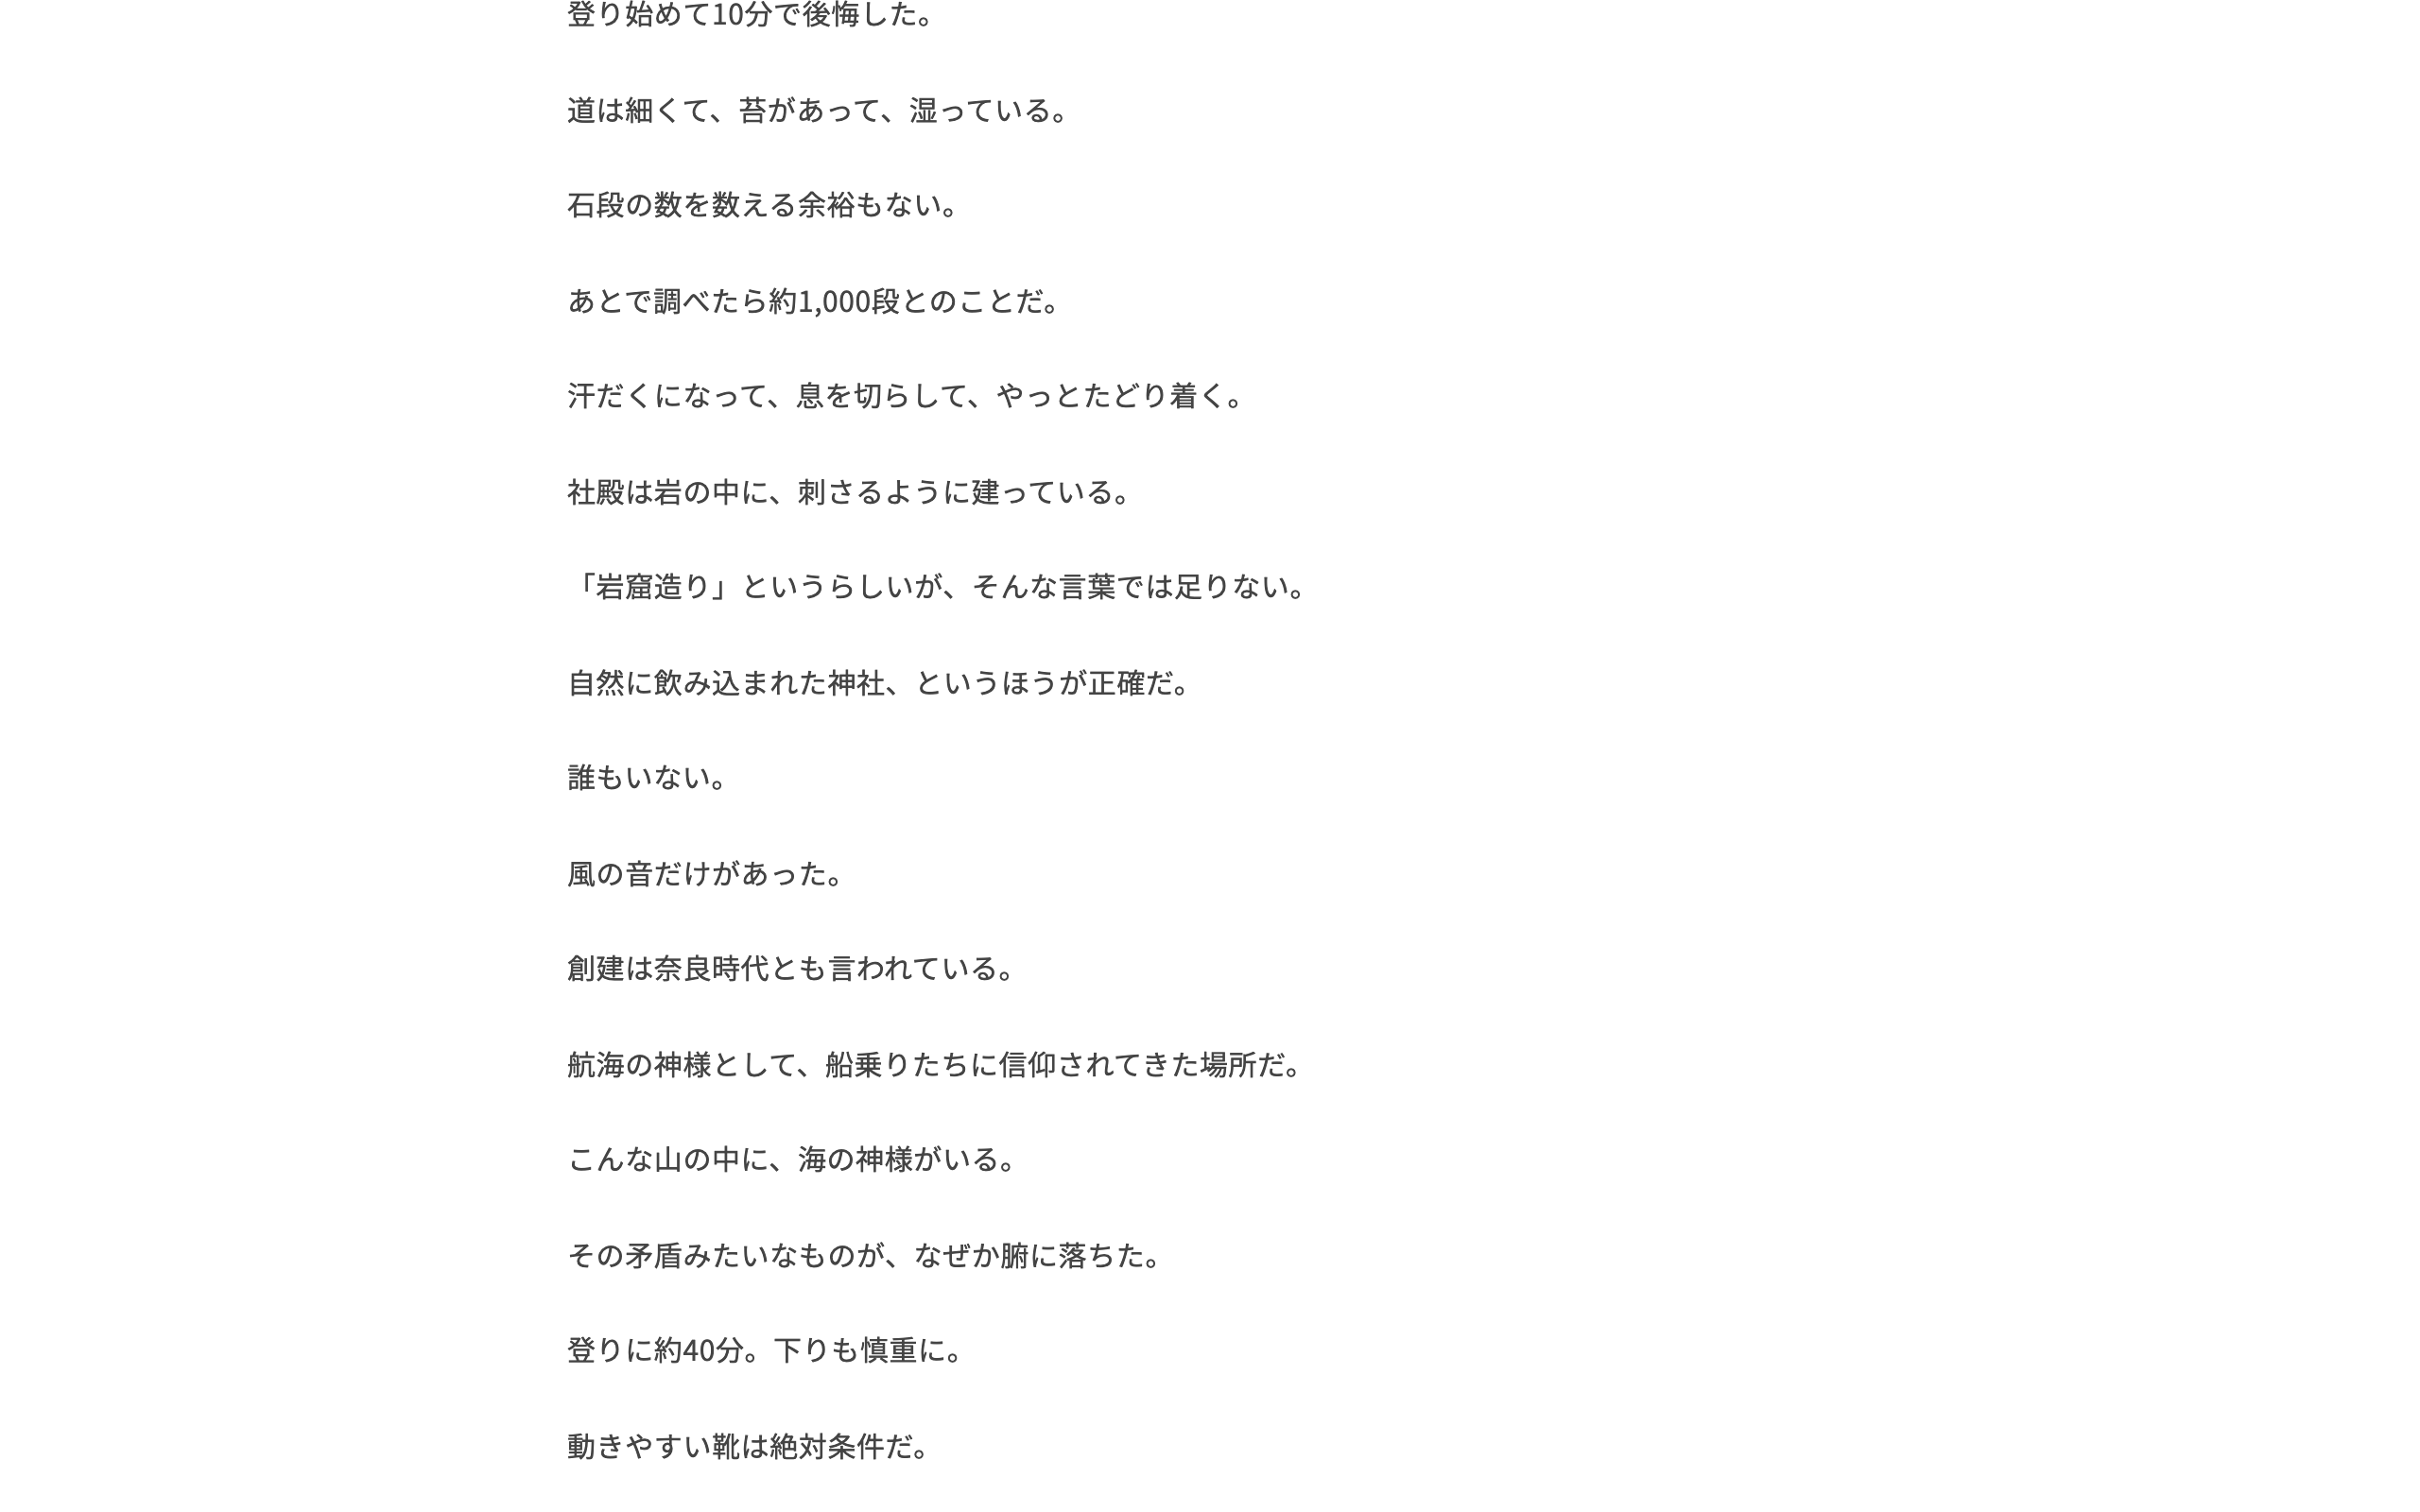 登り始めて10分で後悔した。
道は細くて、苔があって、湿っている。
石段の数を数える余裕もない。
あとで調べたら約1,000段とのことだ。
汗だくになって、息を切らして、やっとたどり着く。
社殿は岩の中に、刺さるように建っている。
「岩窟造り」というらしいが、そんな言葉では足りない。
自然に飲み込まれた神社、というほうが正確だ。
誰もいない。
風の音だけがあった。
創建は奈良時代とも言われている。
航海の神様として、船乗りたちに信仰されてきた場所だ。
こんな山の中に、海の神様がいる。
その矛盾みたいなものが、なぜか腑に落ちた。
登りに約40分。下りも慎重に。
動きやすい靴は絶対条件だ。